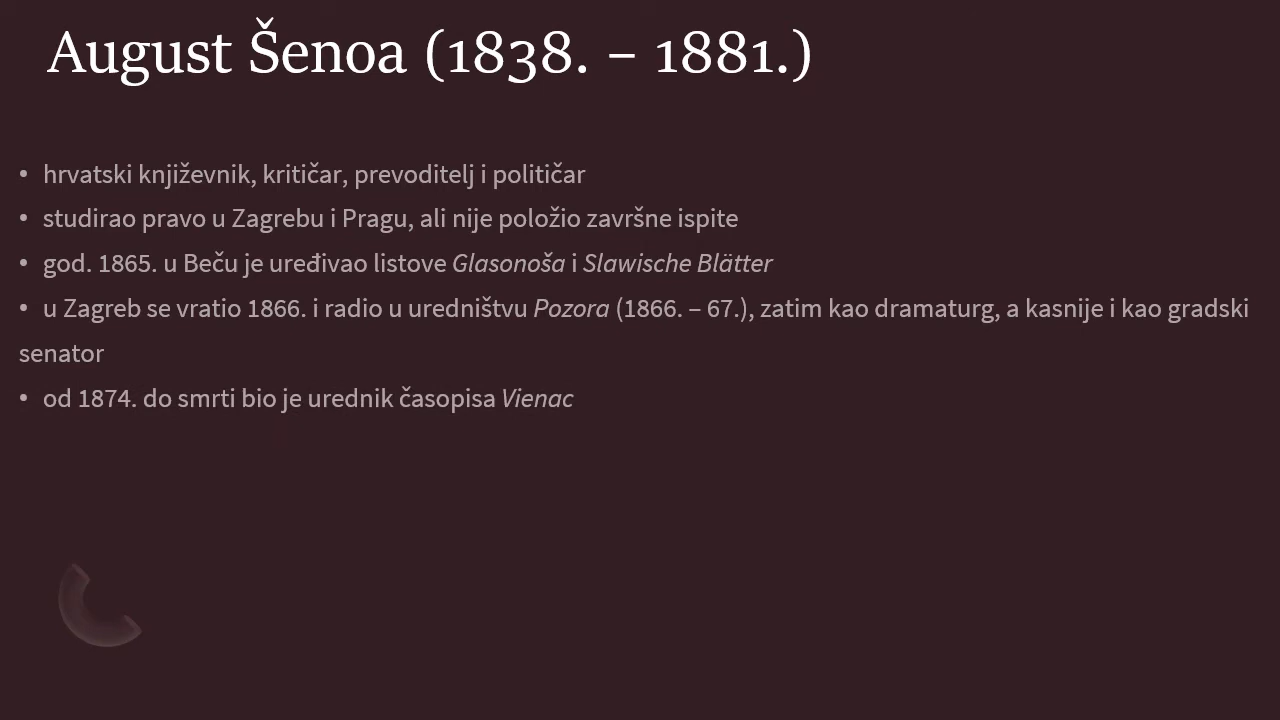 August Šenoa (1838. – 1881.)
• hrvatski književnik, kritičar, prevoditelj i političar
• studirao pravo u Zagrebu i Pragu, ali nije položio završne ispite
• god. 1865. u Beču je uređivao listove Glasonoša i Slawische Blätter
• u Zagreb se vratio 1866. i radio u uredništvu Pozora (1866. – 67.), zatim kao dramaturg, a kasnije i kao gradski
senator
• od 1874. do smrti bio je urednik časopisa Vienac